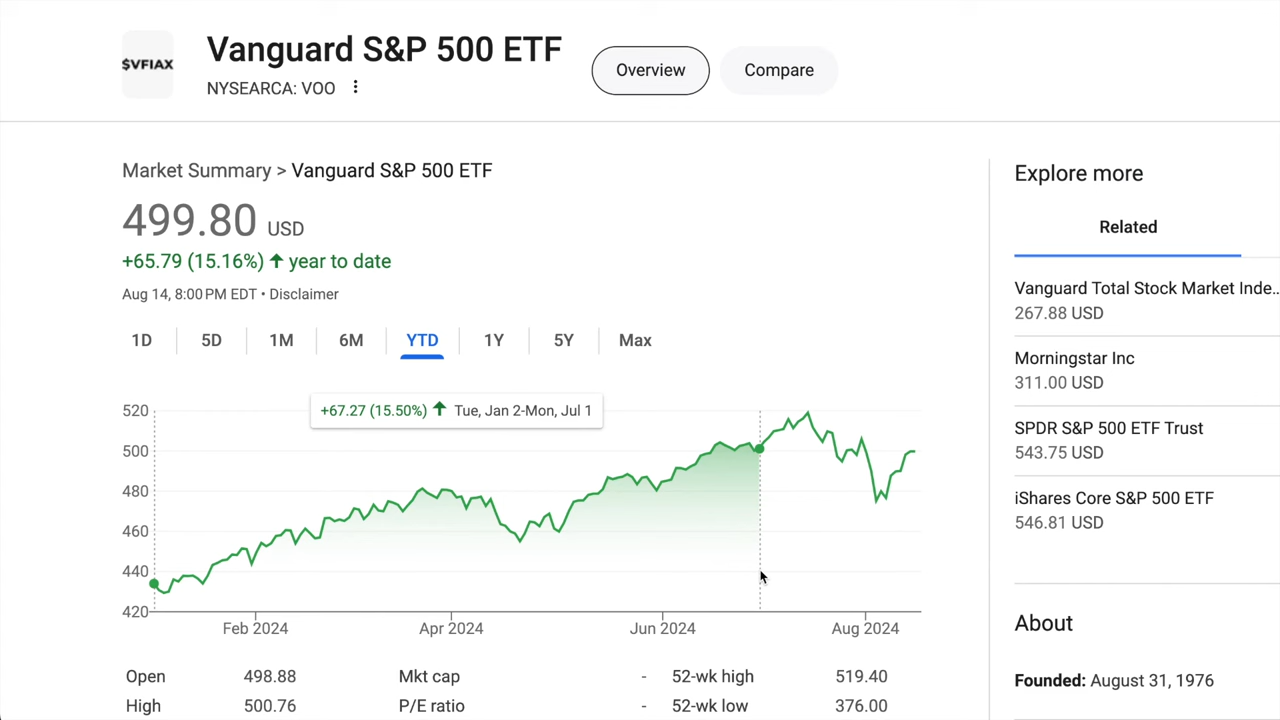 $VFIAX
Vanguard S&P 500 ETF
NYSEARCA: VOO
Overview
Compare
Market Summary > Vanguard S&P 500 ETF
499.80 USD
+65.79 (15.16%) ↑ year to date
Aug 14, 8:00 PM EDT • Disclaimer
1D 5D 1M 6M YTD 1Y 5Y Max
+67.27 (15.50%) ↑ Tue, Jan 2-Mon, Jul 1
520
500
480
460
440
420
Feb 2024 Apr 2024 Jun 2024 Aug 2024
Open 498.88 Mkt cap - 52-wk high 519.40
High 500.76 P/E ratio - 52-wk low 376.00
Explore more
Related
Vanguard Total Stock Market Inde...
267.88 USD
Morningstar Inc
311.00 USD
SPDR S&P 500 ETF Trust
543.75 USD
iShares Core S&P 500 ETF
546.81 USD
About
Founded: August 31, 1976